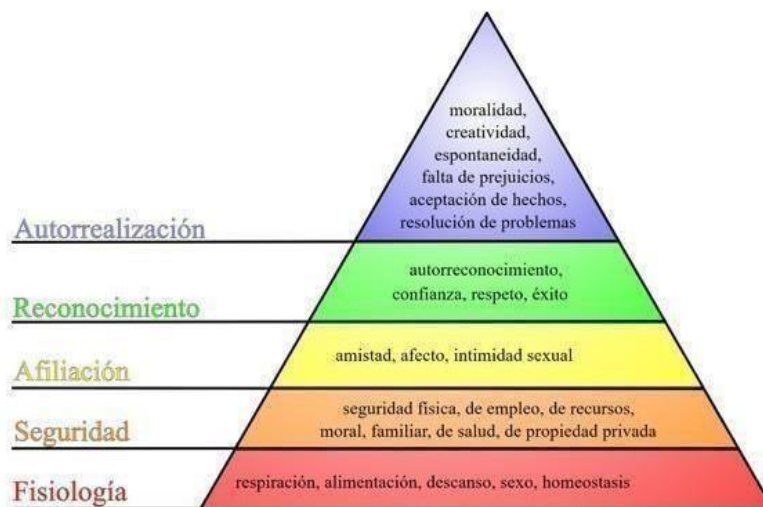 moralidad,
creatividad,
espontaneidad,
falta de prejuicios,
aceptación de hechos,
resolución de problemas
Autorrealización
autorreconocimiento,
confianza, respeto, éxito
Reconocimiento
amistad, afecto, intimidad sexual
Afiliación
seguridad física, de empleo, de recursos,
moral, familiar, de salud, de propiedad privada
Seguridad
respiración, alimentación, descanso, sexo, homeostasis
Fisiología